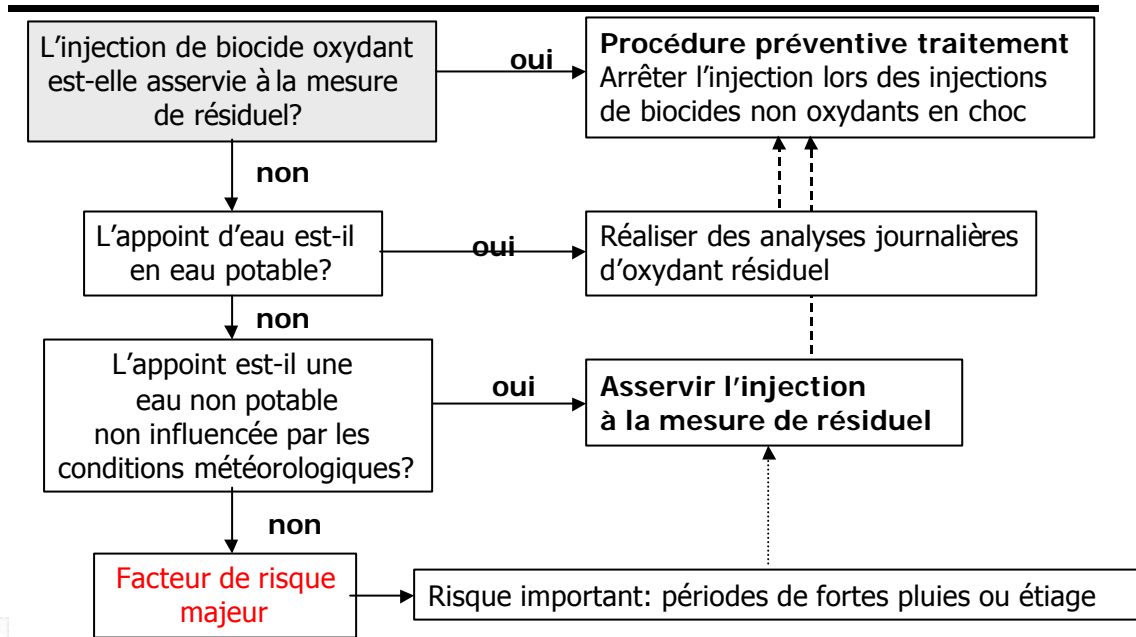 L'injection de biocide oxydant
est-elle asservie à la mesure
de résiduel?
oui
Procédure préventive traitement
Arrêter l'injection lors des injections
de biocides non oxydants en choc
non
L'appoint d'eau est-il
en eau potable?
oui
Réaliser des analyses journalières
d'oxydant résiduel
non
L'appoint est-il une
eau non potable
non influencée par les
conditions météorologiques?
oui
Asservir l'injection
à la mesure de résiduel
non
Facteur de risque
majeur
Risque important: périodes de fortes pluies ou étiage